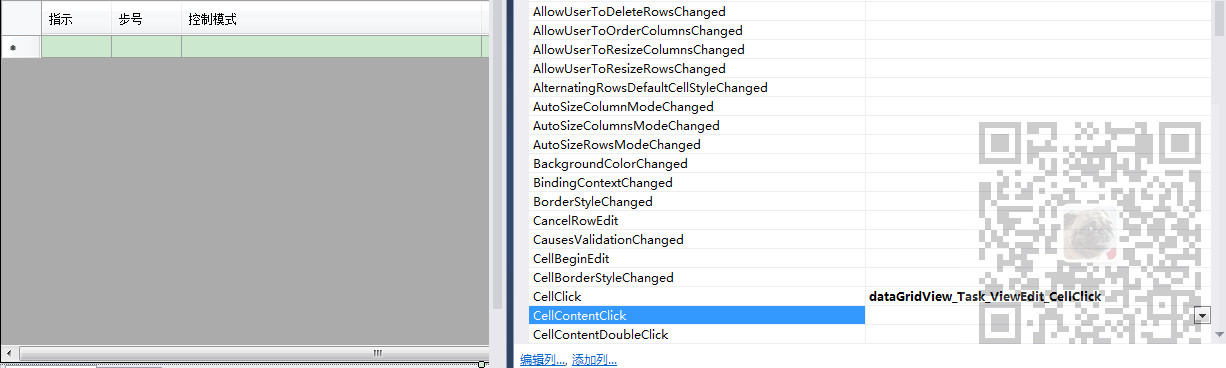 指示 步号 控制模式
AllowUserToDeleteRowsChanged
AllowUserToOrderColumnsChanged
AllowUserToResizeColumnsChanged
AllowUserToResizeRowsChanged
AlternatingRowsDefaultCellStyleChanged
AutoSizeColumnModeChanged
AutoSizeColumnsModeChanged
AutoSizeRowsModeChanged
BackgroundColorChanged
BindingContextChanged
BorderStyleChanged
CancelRowEdit
CausesValidationChanged
CellBeginEdit
CellBorderStyleChanged
CellClick dataGridView_Task_ViewEdit_CellClick
CellContentClick
CellContentDoubleClick
编辑列..., 添加列...